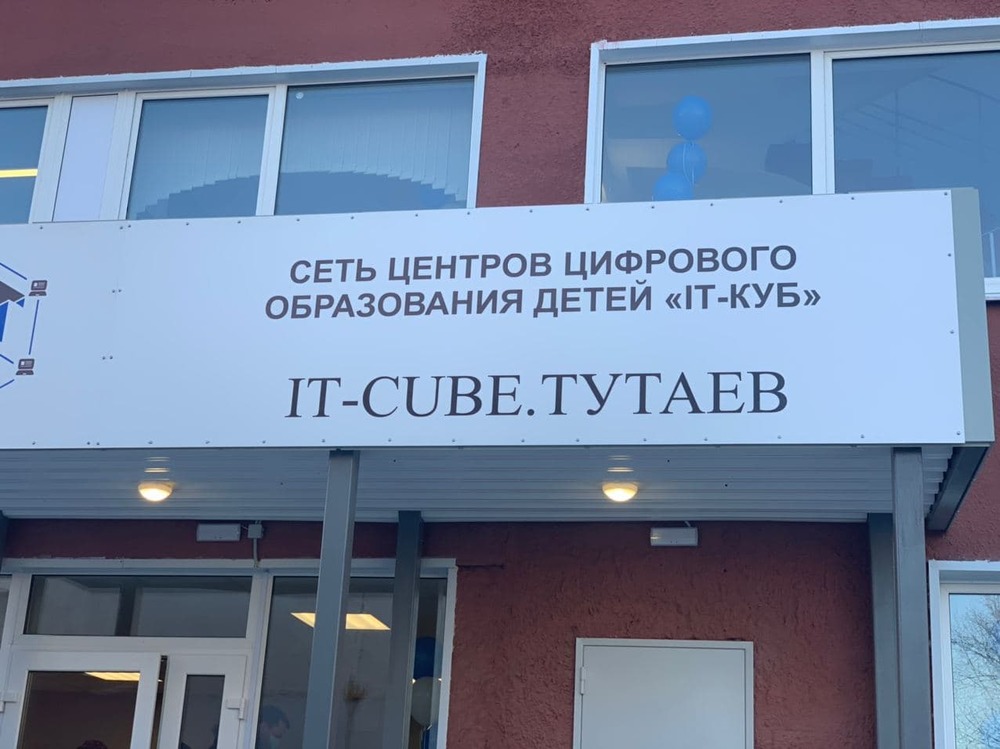 СЕТЬ ЦЕНТРОВ ЦИФРОВОГО
ОБРАЗОВАНИЯ ДЕТЕЙ «IT-КУБ»
IT-CUBE.ТУТАЕВ